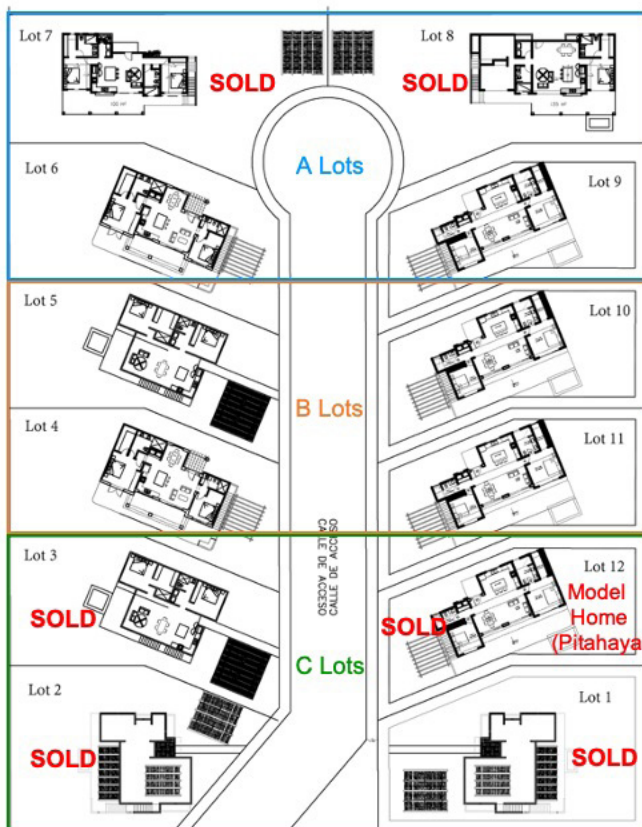 Lot 7
SOLD
Lot 8
SOLD
Lot 6
A Lots
Lot 9
Lot 5
Lot 10
B Lots
Lot 4
Lot 11
CALLE DE ACCESO
CALLE DE ACCISO
Lot 3
SOLD
Lot 12
Model
Home
(Pitahaya)
SOLD
C Lots
Lot 2
SOLD
Lot 1
SOLD